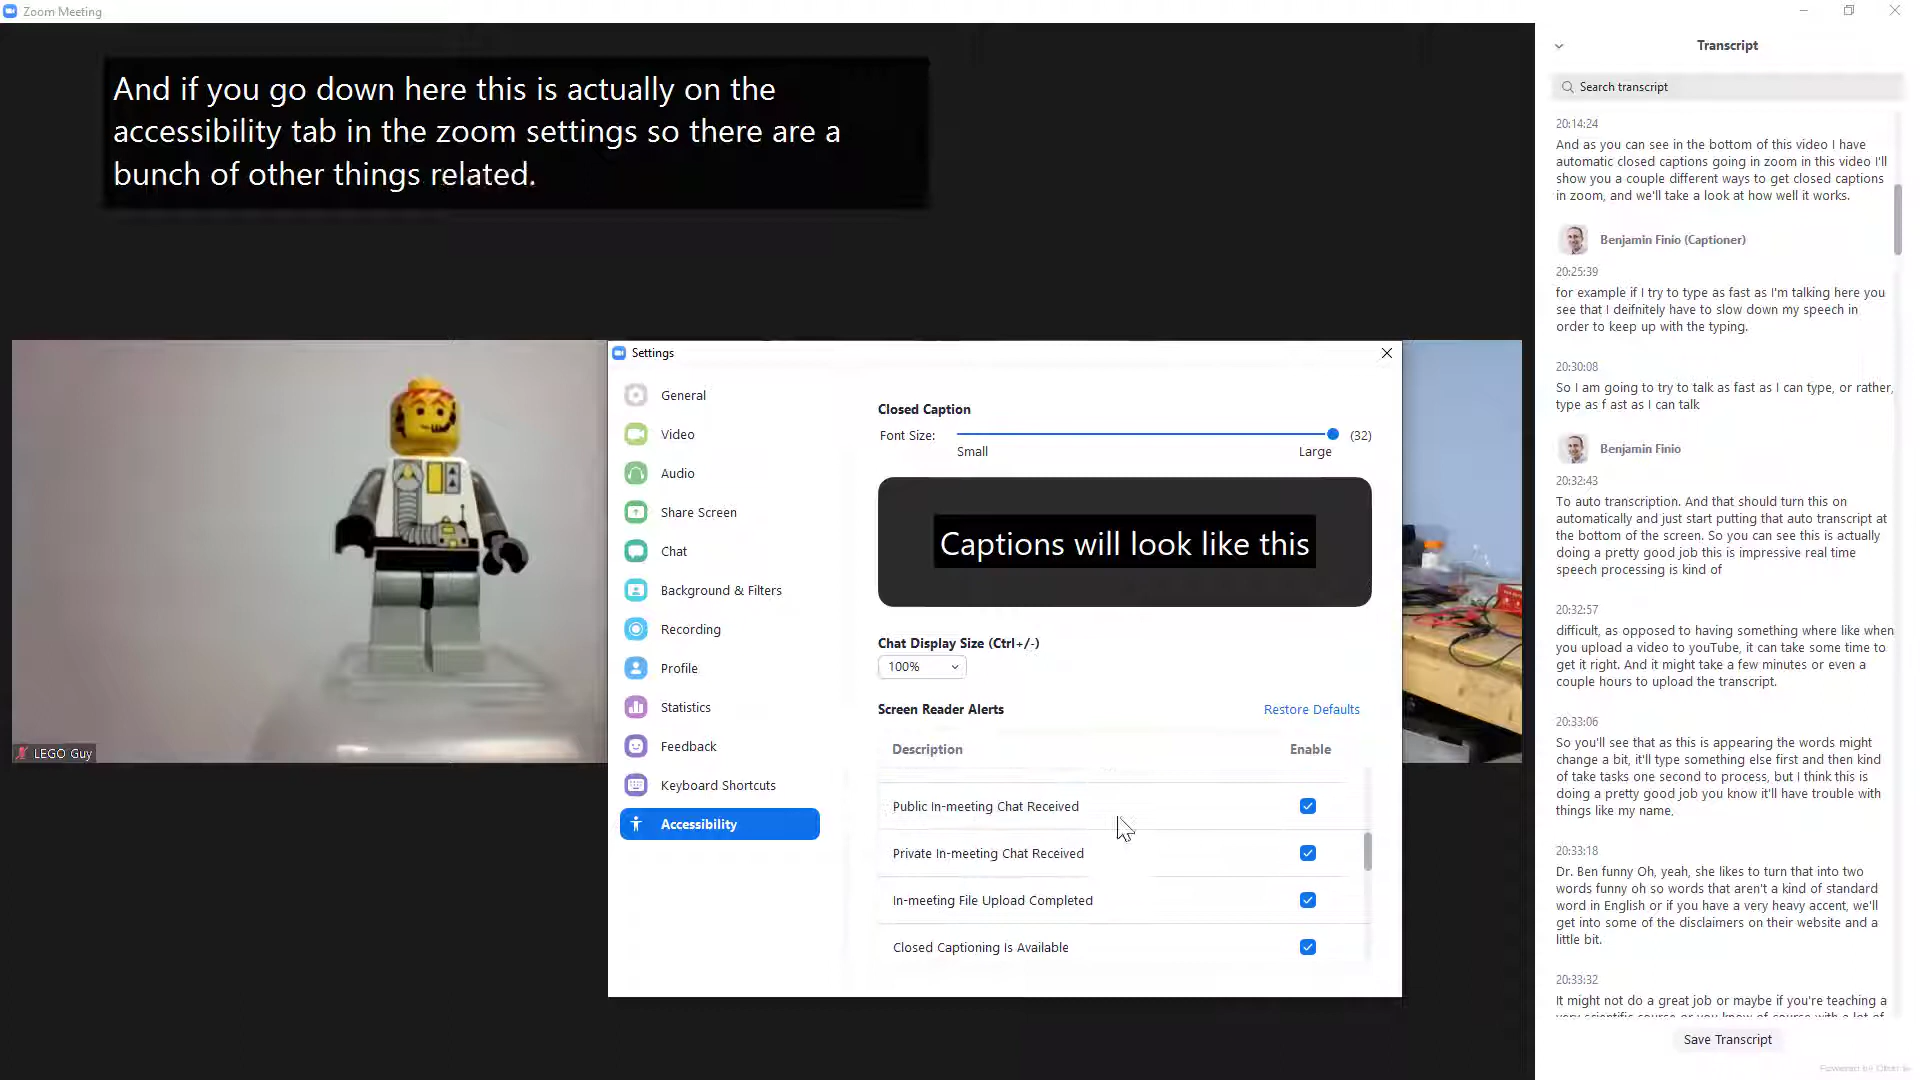 Zoom Meeting
And if you go down here this is actually on the
accessibility tab in the zoom settings so there are a
bunch of other things related.
LEGO Guy
Settings
General
Video
Audio
Share Screen
Chat
Background & Filters
Recording
Profile
Statistics
Feedback
Keyboard Shortcuts
Accessibility
Closed Caption
Font Size:
(32)
Small
Large
Captions will look like this
Chat Display Size (Ctrl+/-)
100%
Screen Reader Alerts
Restore Defaults
Description
Enable
Public In-meeting Chat Received
Private In-meeting Chat Received
In-meeting File Upload Completed
Closed Captioning Is Available
Transcript
Search transcript
20:14:24
And as you can see in the bottom of this video I have
automatic closed captions going in zoom in this video I'll
show you a couple different ways to get closed captions
in zoom, and we'll take a look at how well it works.
Benjamin Finio (Captioner)
20:25:39
for example if I try to type as fast as I'm talking here you
see that I deifnitely have to slow down my speech in
order to keep up with the typing.
20:30:08
So I am going to try to talk as fast as I can type, or rather,
type as f ast as I can talk
Benjamin Finio
20:32:43
To auto transcription. And that should turn this on
automatically and just start putting that auto transcript at
the bottom of the screen. So you can see this is actually
doing a pretty good job this is impressive real time
speech processing is kind of
20:32:57
difficult, as opposed to having something where like when
you upload a video to youTube, it can take some time to
get it right. And it might take a few minutes or even a
couple hours to upload the transcript.
20:33:06
So you'll see that as this is appearing the words might
change a bit, it'll type something else first and then kind
of take tasks one second to process, but I think this is
doing a pretty good job you know it'll have trouble with
things like my name,
20:33:18
Dr. Ben funny Oh, yeah, she likes to turn that into two
words funny oh so words that aren't a kind of standard
word in English or if you have a very heavy accent, we'll
get into some of the disclaimers on their website and a
little bit.
20:33:32
It might not do a great job or maybe if you're teaching a
very scientific course or you know of course with a lot of
Save Transcript
Powered by